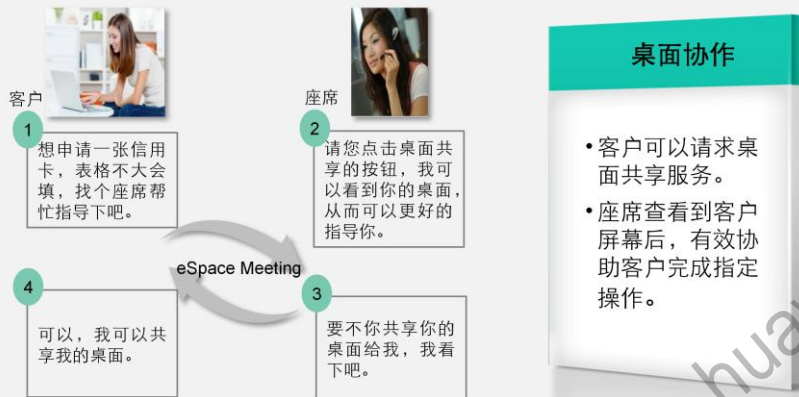 客户
1
想申请一张信用
卡，表格不大会
填，找个座席帮
忙指导下吧。
座席
2
请您点击桌面共
享的按钮，我可
以看到你的桌面，
从而可以更好的
指导你。
eSpace Meeting
3
要不你共享你的
桌面给我，我看
下吧。
4
可以，我可以共
享我的桌面。
桌面协作
•客户可以请求桌
面共享服务。
•座席查看到客户
屏幕后，有效协
助客户完成指定
操作。